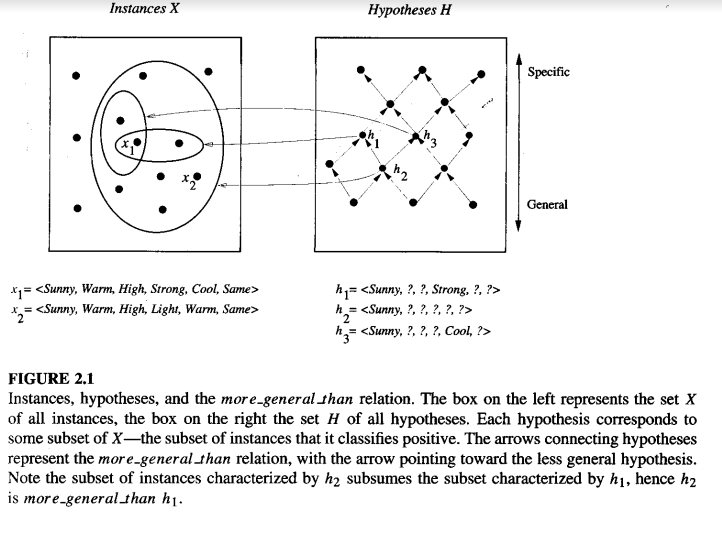 Instances X
Hypotheses H
Specific
General
x1
x2
h1
h3
h2
x1= <Sunny, Warm, High, Strong, Cool, Same>
x2= <Sunny, Warm, High, Light, Warm, Same>
h1= <Sunny, ?, ?, Strong, ?, ?>
h2= <Sunny, ?, ?, ?, ?, ?>
h3= <Sunny, ?, ?, ?, Cool, ?>
FIGURE 2.1
Instances, hypotheses, and the more_general_than relation. The box on the left represents the set X
of all instances, the box on the right the set H of all hypotheses. Each hypothesis corresponds to
some subset of X—the subset of instances that it classifies positive. The arrows connecting hypotheses
represent the more_general_than relation, with the arrow pointing toward the less general hypothesis.
Note the subset of instances characterized by h2 subsumes the subset characterized by h1, hence h2
is more_general_than h1.